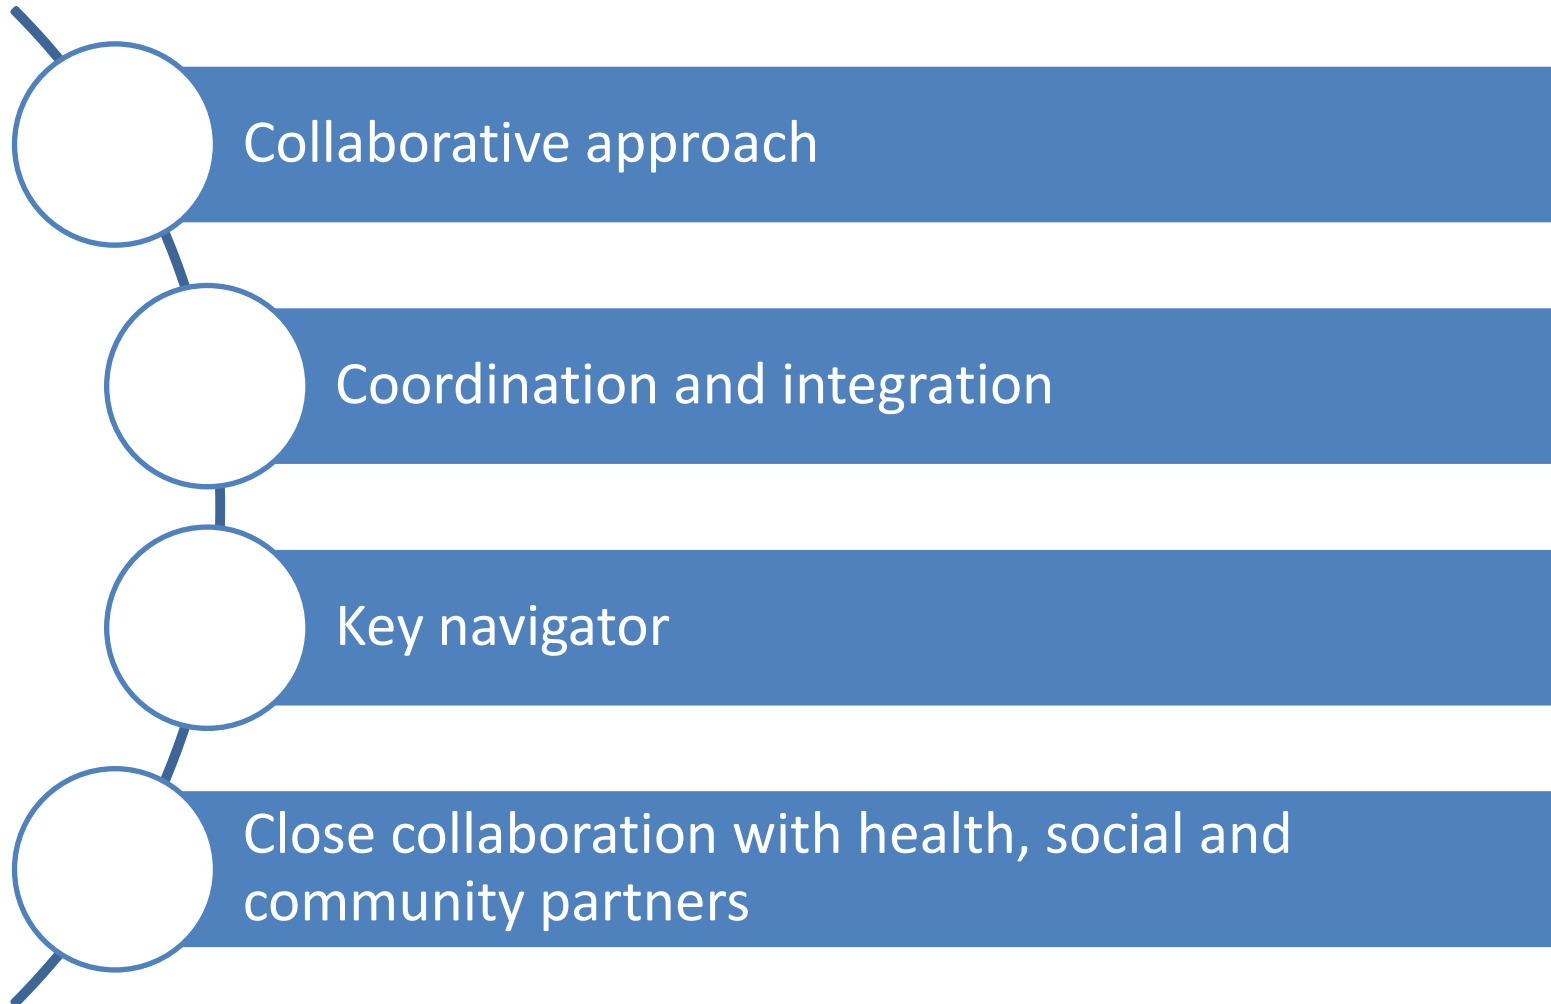 Collaborative approach
Coordination and integration
Key navigator
Close collaboration with health, social and
community partners